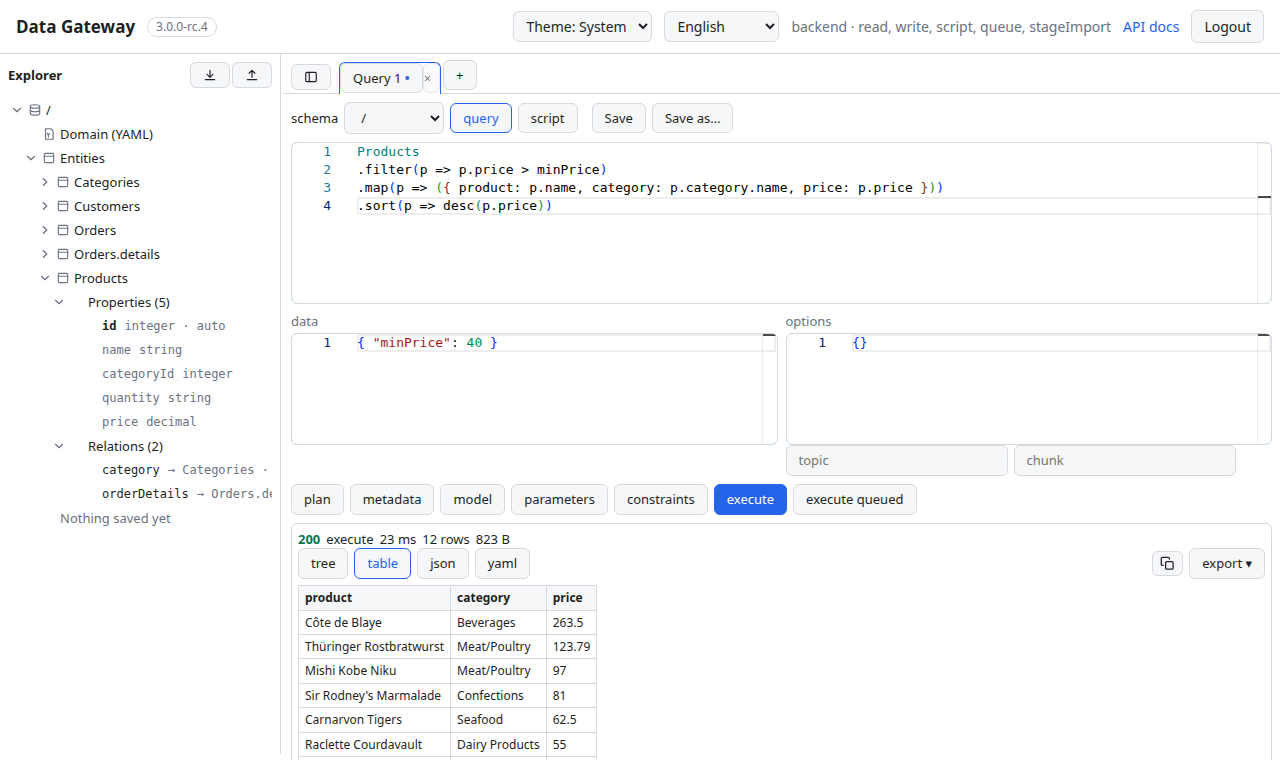 Data Gateway 3.0.0-rc.4 Theme: System English backend · read, write, script, queue, stageImport API docs Logout
Explorer
/
Domain (YAML)
Entities
Categories
Customers
Orders
Orders.details
Products
Properties (5)
id integer · auto
name string
categoryId integer
quantity string
price decimal
Relations (2)
category → Categories ·
orderDetails → Orders.de
Nothing saved yet
Query 1 • × +
schema / query script Save Save as...
1 Products
2 .filter(p => p.price > minPrice)
3 .map(p => ({ product: p.name, category: p.category.name, price: p.price }))
4 .sort(p => desc(p.price))
data options
1 { "minPrice": 40 }
1 {}
topic chunk
plan metadata model parameters constraints execute execute queued
200 execute 23 ms 12 rows 823 B
tree table json yaml export ▾
product category price
Côte de Blaye Beverages 263.5
Thüringer Rostbratwurst Meat/Poultry 123.79
Mishi Kobe Niku Meat/Poultry 97
Sir Rodney's Marmalade Confections 81
Carnarvon Tigers Seafood 62.5
Raclette Courdavault Dairy Products 55